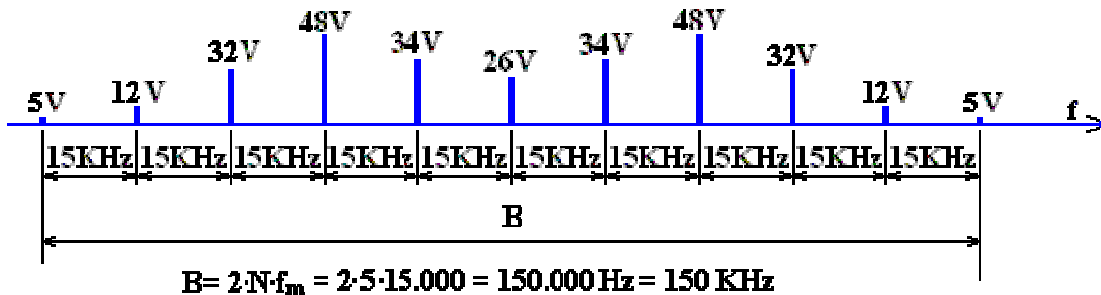 48V 48V
32V 34V 26V 34V 32V
5V 12V 12V 5V f
15KHz 15KHz 15KHz 15KHz 15KHz 15KHz 15KHz 15KHz 15KHz 15KHz
B
B= 2·N·fm = 2·5·15.000 = 150.000 Hz = 150 KHz